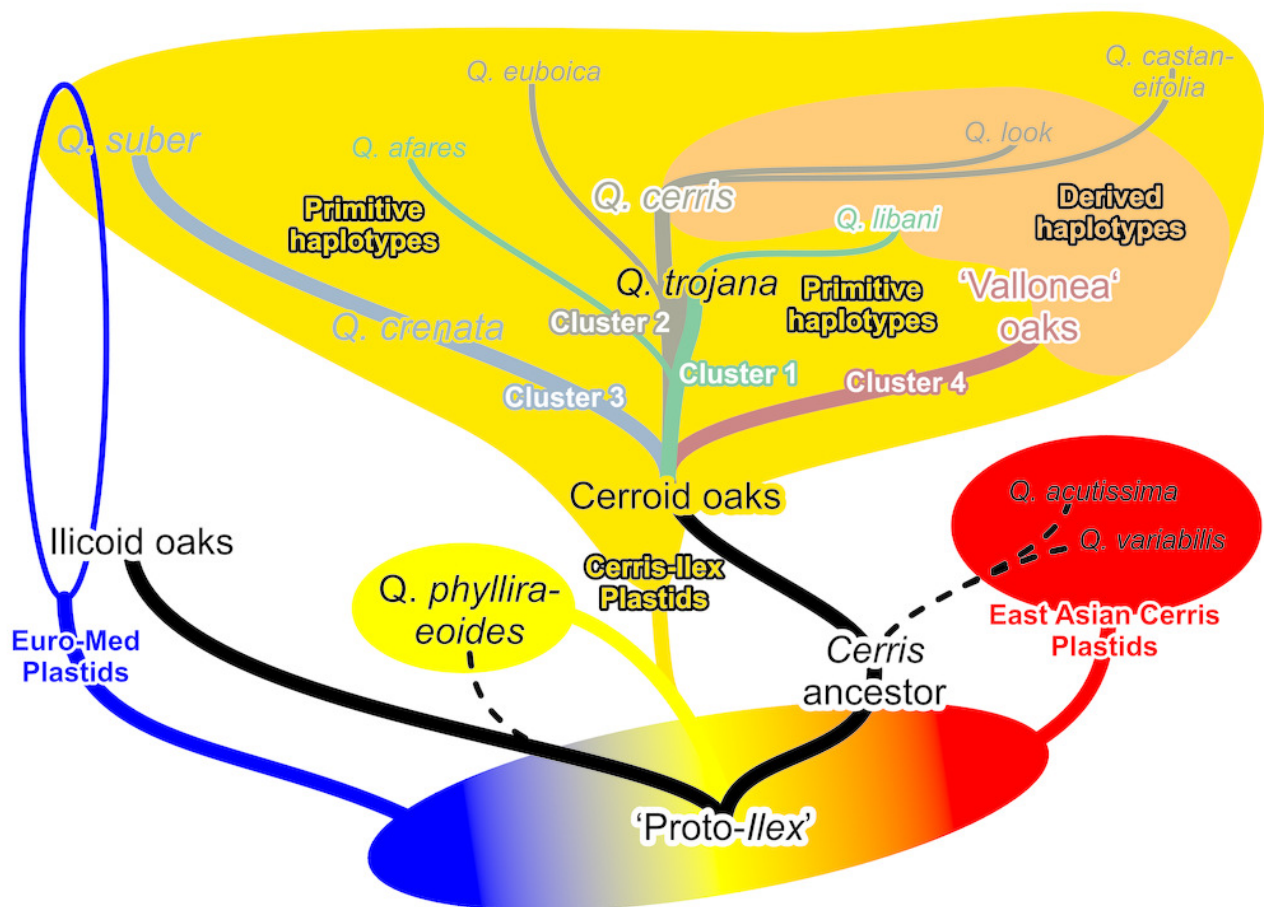 Q. euboica
Q. castan-
eifolia
Q. suber
Q. afares
Q. look
Q. cerris
Primitive
haplotypes
Derived
haplotypes
Q. libani
Q. trojana
Primitive
haplotypes
‘Vallonea‘
oaks
Q. crenata
Cluster 2
Cluster 1
Cluster 4
Cluster 3
Cerroid oaks
Q. acutissima
Q. variabilis
Ilicoid oaks
Cerris-Ilex
Plastids
Q. phyllira-
eoides
East Asian Cerris
Plastids
Euro-Med
Plastids
Cerris
ancestor
‘Proto-Ilex’